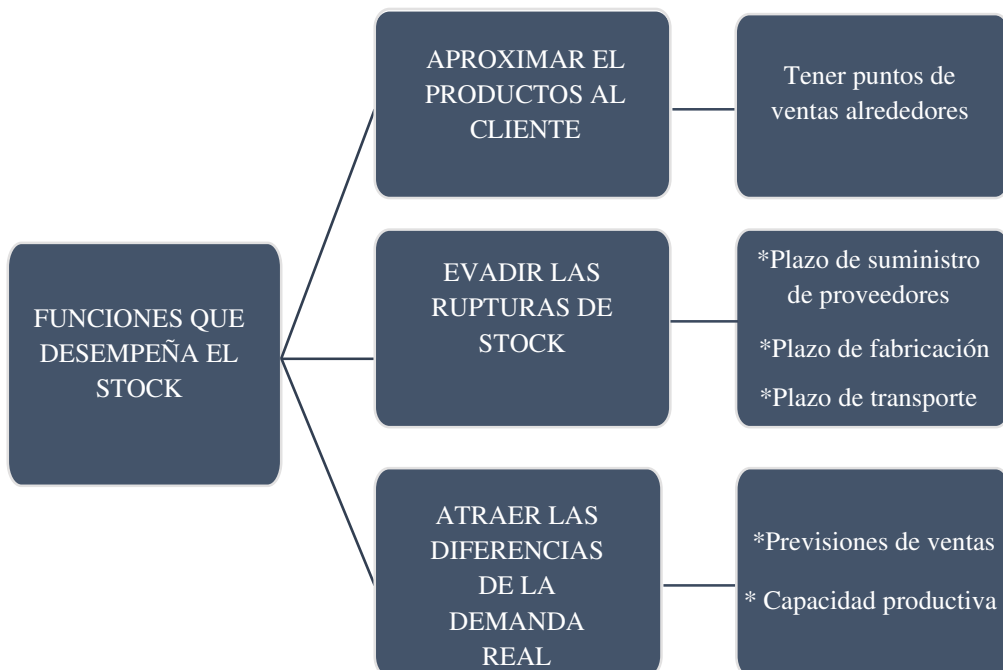 FUNCIONES QUE
DESEMPEÑA EL
STOCK
APROXIMAR EL
PRODUCTOS AL
CLIENTE
Tener puntos de
ventas alrededores
EVADIR LAS
RUPTURAS DE
STOCK
*Plazo de suministro
de proveedores
*Plazo de fabricación
*Plazo de transporte
ATRAER LAS
DIFERENCIAS
DE LA
DEMANDA
REAL
*Previsiones de ventas
* Capacidad productiva